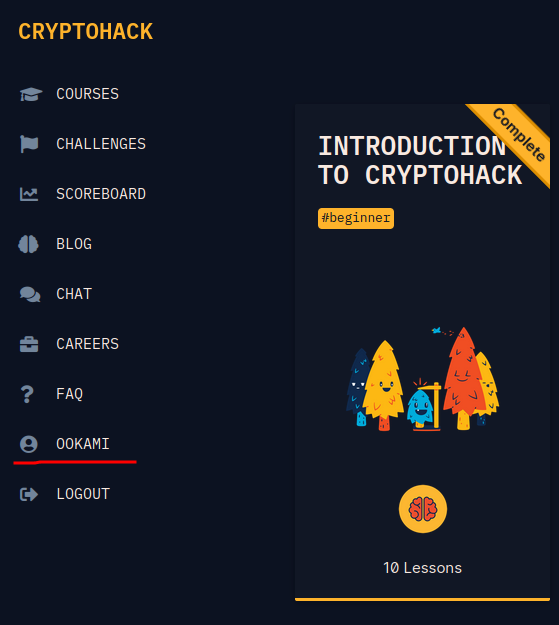 CRYPTOHACK
COURSES
CHALLENGES
SCOREBOARD
BLOG
CHAT
CAREERS
FAQ
OOKAMI
LOGOUT
Complete
INTRODUCTION
TO CRYPTOHACK
#beginner
10 Lessons